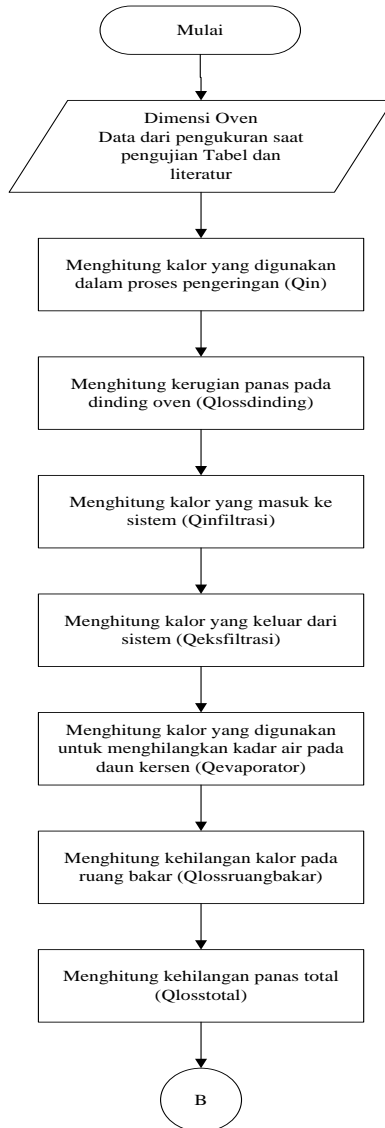 Mulai
Dimensi Oven
Data dari pengukuran saat
pengujian Tabel dan
literatur
Menghitung kalor yang digunakan
dalam proses pengeringan (Qin)
Menghitung kerugian panas pada
dinding oven (Qlossdinding)
Menghitung kalor yang masuk ke
sistem (Qinfiltrasi)
Menghitung kalor yang keluar dari
sistem (Qeksfiltrasi)
Menghitung kalor yang digunakan
untuk menghilangkan kadar air pada
daun kersen (Qevaporator)
Menghitung kehilangan kalor pada
ruang bakar (Qlossruangbakar)
Menghitung kehilangan panas total
(Qlosstotal)
B